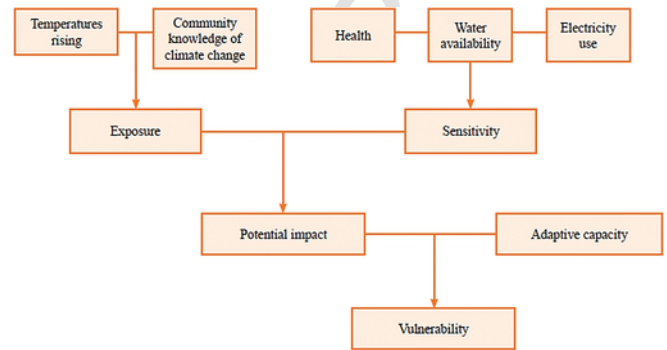 Temperatures
rising
Community
knowledge of
climate change
Health
Water
availability
Electricity
use
Exposure
Sensitivity
Potential impact
Adaptive capacity
Vulnerability